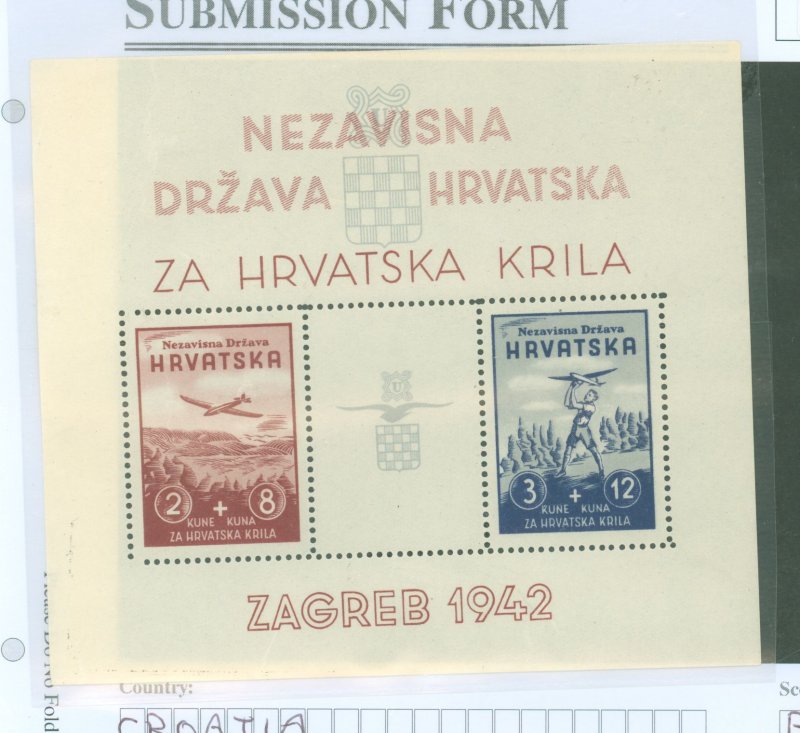 SUBMISSION FORM
NEZAVISNA
DRŽAVA HRVATSKA
ZA HRVATSKA KRILA
Nezavisna Država
HRVATSKA
2 + 8
KUNE KUNA
ZA HRVATSKA KRILA
U
Nezavisna Država
HRVATSKA
3 + 12
KUNE KUNA
ZA HRVATSKA KRILA
ZAGREB 1942
Fold
Country:
CROATIA